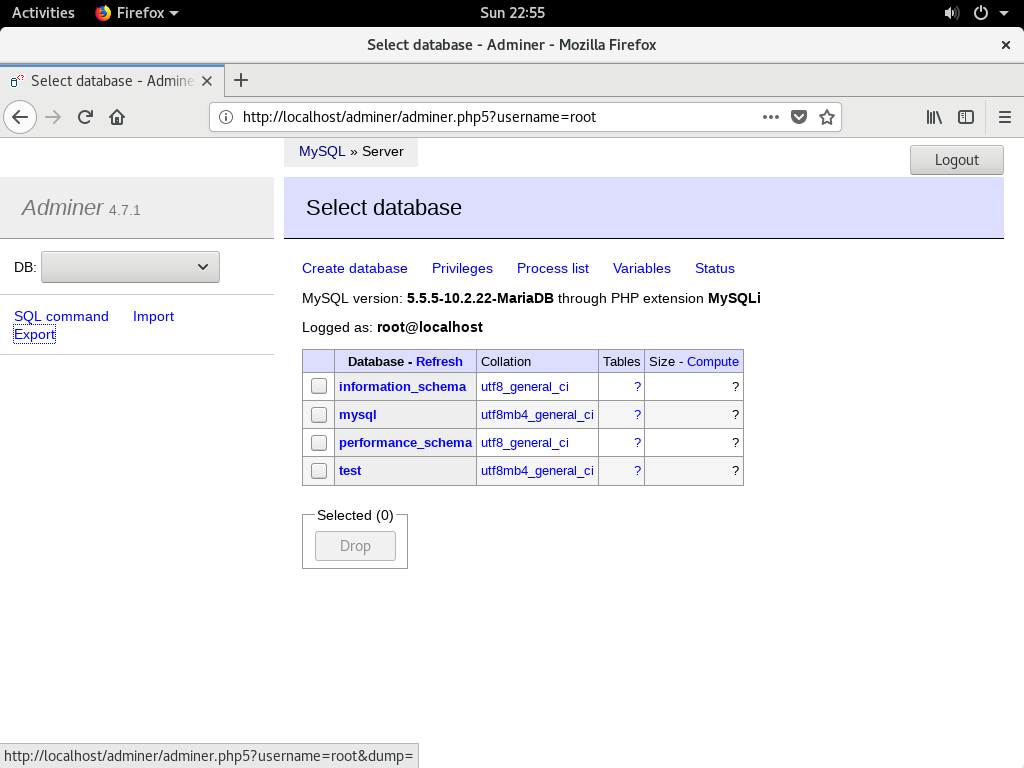 Activities Firefox Sun 22:55
Select database - Adminer - Mozilla Firefox
Select database - Admine
http://localhost/adminer/adminer.php5?username=root
MySQL » Server
Logout
Adminer 4.7.1
Select database
DB:
Create database Privileges Process list Variables Status
MySQL version: 5.5.5-10.2.22-MariaDB through PHP extension MySQLi
SQL command Import
Export
Logged as: root@localhost
Database - Refresh Collation Tables Size - Compute
information_schema utf8_general_ci ? ?
mysql utf8mb4_general_ci ? ?
performance_schema utf8_general_ci ? ?
test utf8mb4_general_ci ? ?
Selected (0)
Drop
http://localhost/adminer/adminer.php5?username=root&dump=